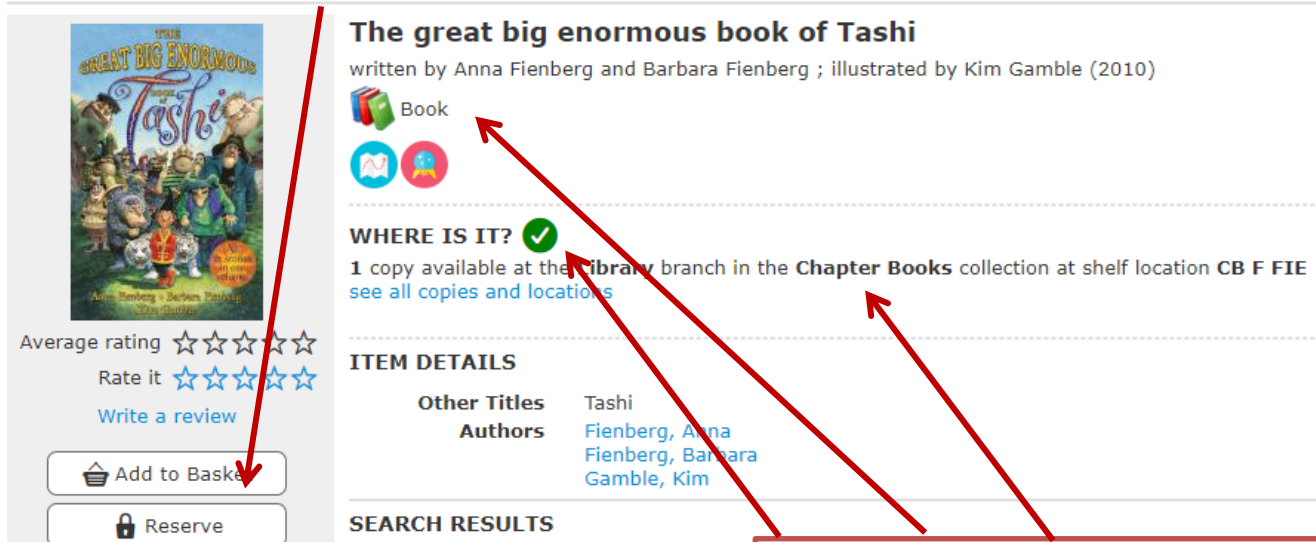 THE
GREAT BIG ENORMOUS
BOOK OF
Tashi
Anna Fienberg - Barbara Fienberg
Average rating
Rate it
Write a review
Add to Basket
Reserve
The great big enormous book of Tashi
written by Anna Fienberg and Barbara Fienberg ; illustrated by Kim Gamble (2010)
Book
WHERE IS IT?
1 copy available at the Library branch in the Chapter Books collection at shelf location CB F FIE
see all copies and locations
ITEM DETAILS
Other Titles Tashi
Authors Fienberg, Anna
Fienberg, Barbara
Gamble, Kim
SEARCH RESULTS